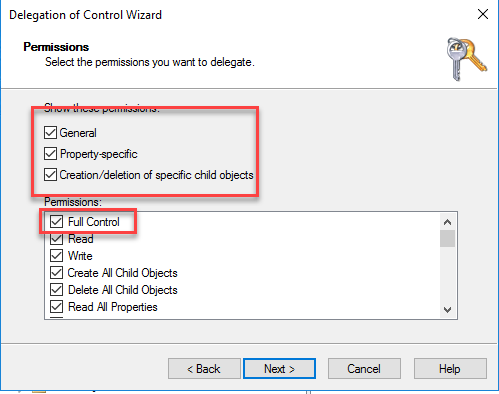 Delegation of Control Wizard
Permissions
Select the permissions you want to delegate.
Show these permissions:
General
Property-specific
Creation/deletion of specific child objects
Permissions:
Full Control
Read
Write
Create All Child Objects
Delete All Child Objects
Read All Properties
< Back
Next >
Cancel
Help